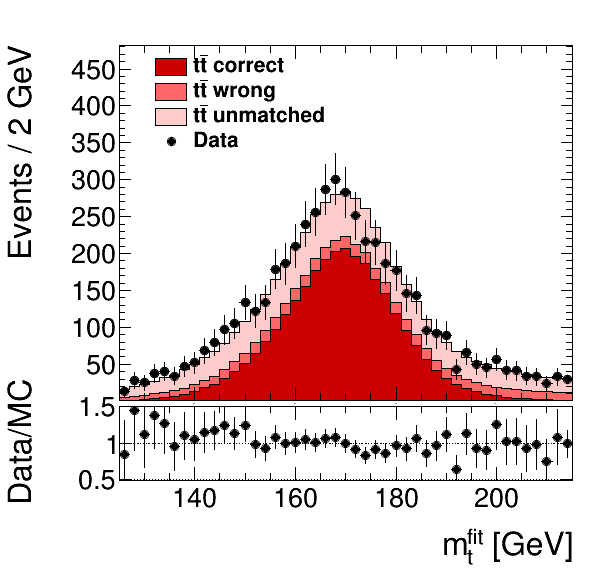 Events / 2 GeV
450
400
350
300
250
200
150
100
50
tt̄ correct
tt̄ wrong
tt̄ unmatched
Data
Data/MC
1.5
1
0.5
140 160 180 200
m_t^fit [GeV]